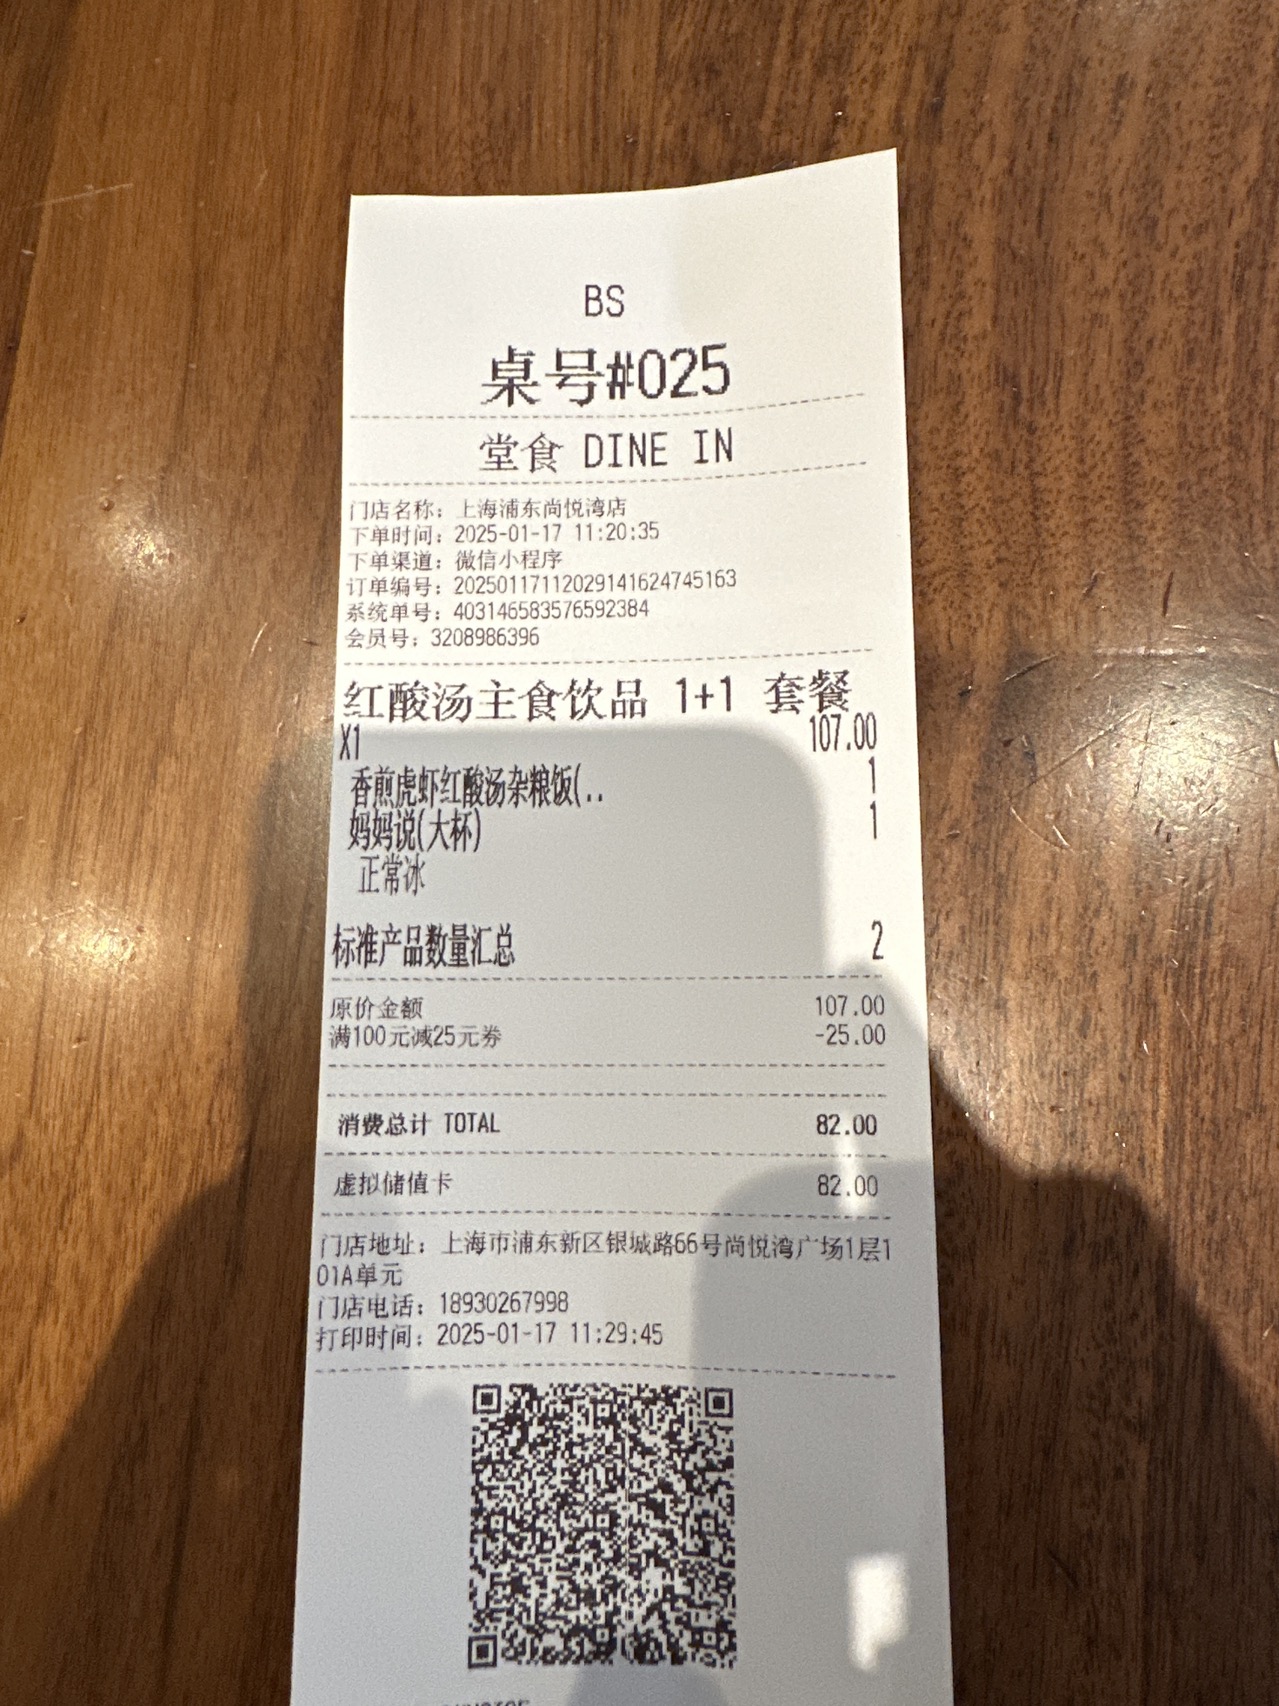 BS
桌号#025
堂食 DINE IN
门店名称：上海浦东尚悦湾店
下单时间：2025-01-17 11:20:35
下单渠道：微信小程序
订单编号：2025011711202914162474​5163
系统单号：403146583576592384
会员号：3208986396
红酸汤主食饮品 1+1 套餐
X1 107.00
香煎虎虾红酸汤杂粮饭(.. 1
妈妈说(大杯) 1
正常冰
标准产品数量汇总 2
原价金额 107.00
满100元减25元券 -25.00
消费总计 TOTAL 82.00
虚拟储值卡 82.00
门店地址：上海市浦东新区银城路66号尚悦湾广场1层1
01A单元
门店电话：18930267998
打印时间：2025-01-17 11:29:45